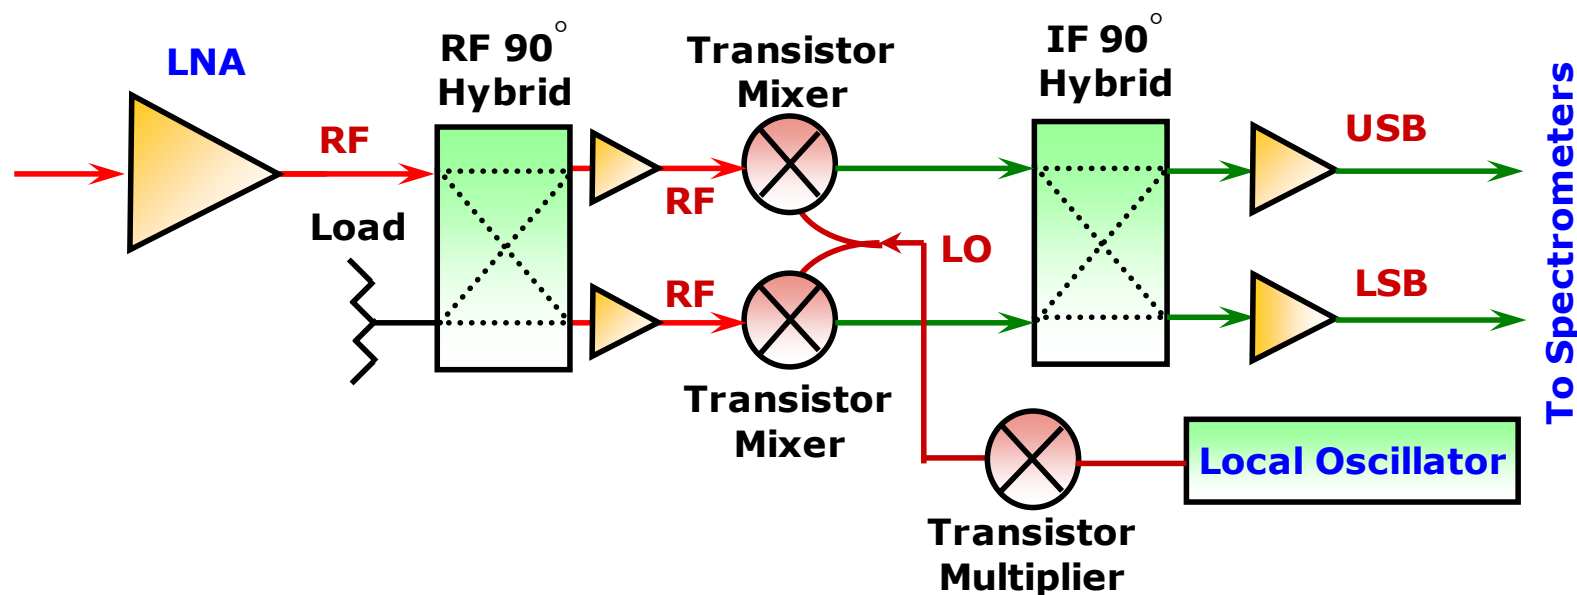 LNA
RF
Load
RF 90°
Hybrid
RF
RF
Transistor
Mixer
Transistor
Mixer
LO
IF 90°
Hybrid
USB
LSB
To Spectrometers
Local Oscillator
Transistor
Multiplier